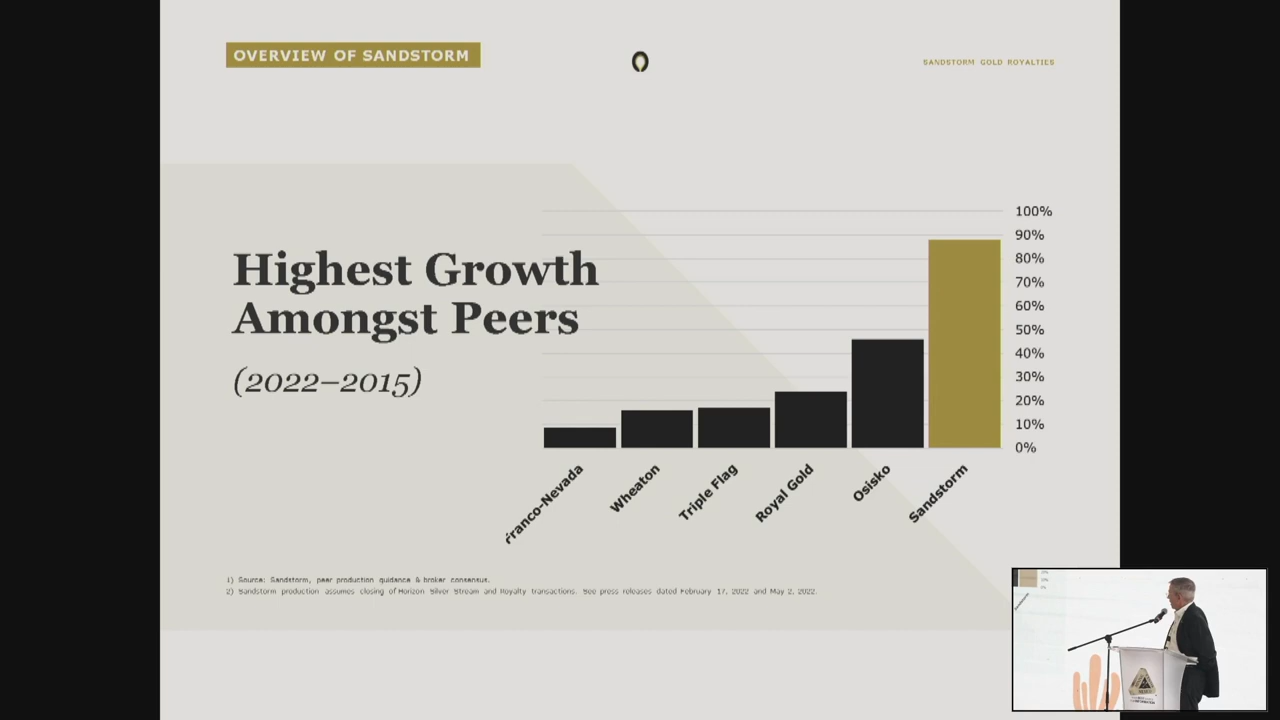 OVERVIEW OF SANDSTORM
SANDSTORM GOLD ROYALTIES
Highest Growth
Amongst Peers
(2022–2015)
100%
90%
80%
70%
60%
50%
40%
30%
20%
10%
0%
Franco-Nevada
Wheaton
Triple Flag
Royal Gold
Osisko
Sandstorm
1) Source: Sandstorm, peer production guidance & broker consensus.
2) Sandstorm production assumes closing of Horizon Silver Stream and Royalty transactions. See press releases dated February 17, 2022 and May 2, 2022.